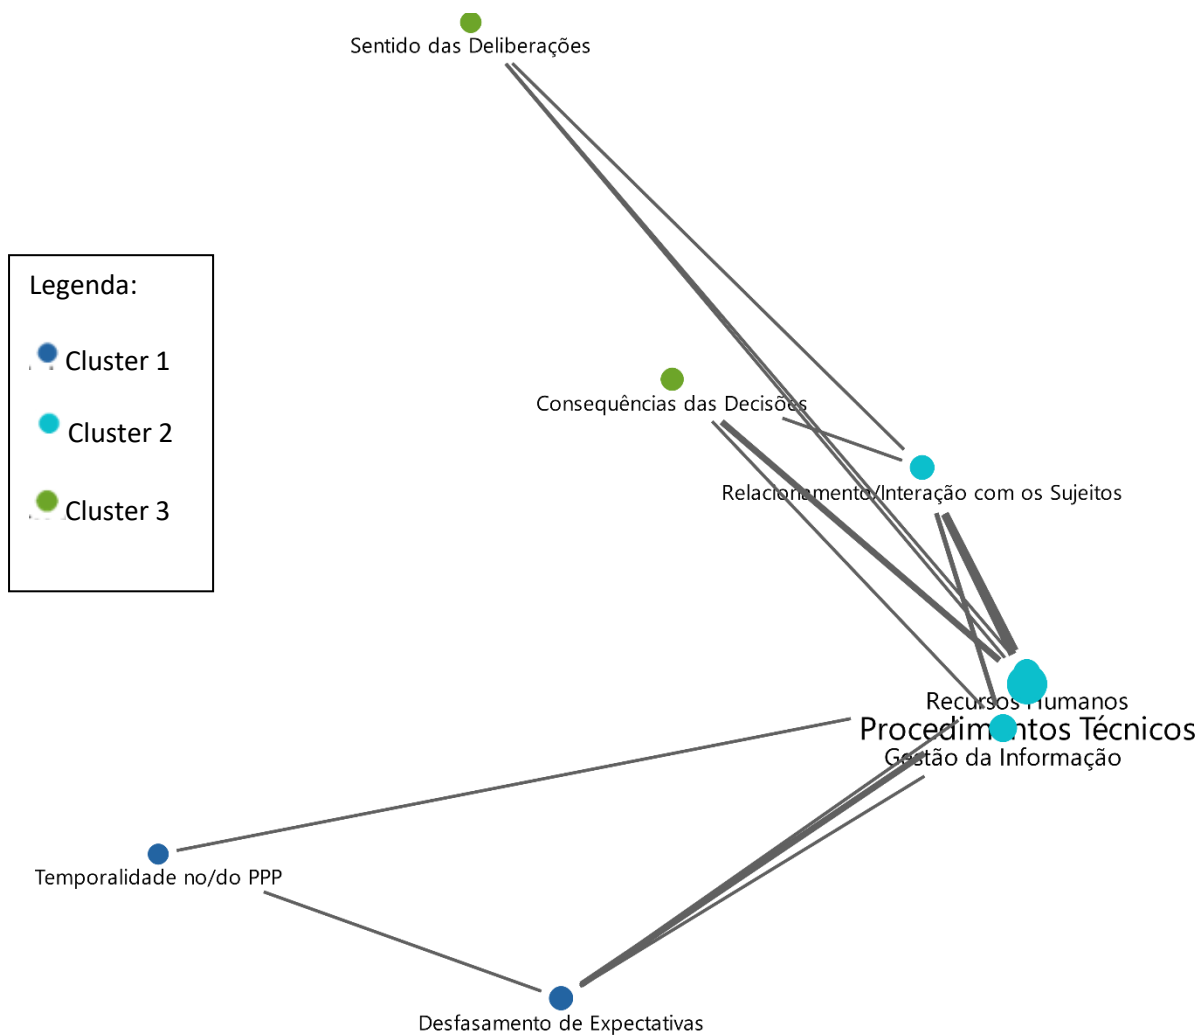 Sentido das Deliberações
Legenda:
Cluster 1
Cluster 2
Cluster 3
Consequências das Decisões
Relacionamento/Interação com os Sujeitos
Recursos Humanos
Procedimentos Técnicos
Gestão da Informação
Temporalidade no/do PPP
Desfasamento de Expectativas